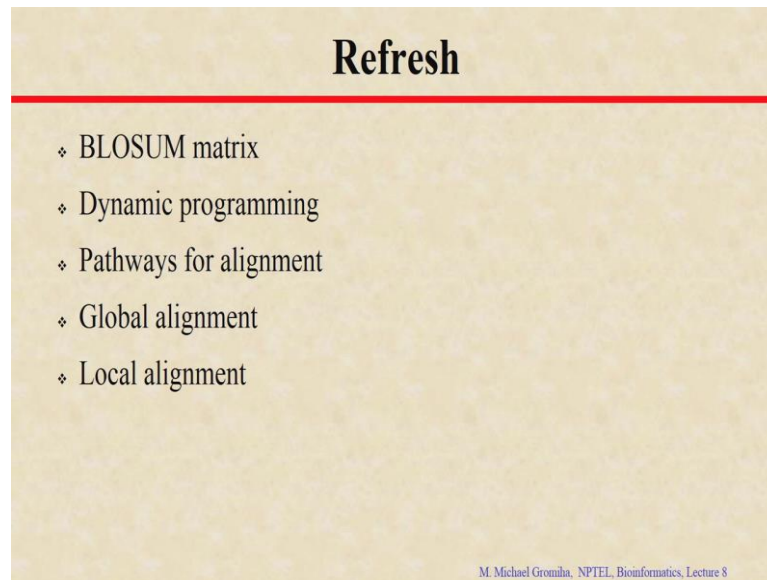 Refresh
❖ BLOSUM matrix
❖ Dynamic programming
❖ Pathways for alignment
❖ Global alignment
❖ Local alignment
M. Michael Gromiha, NPTEL, Bioinformatics, Lecture 8